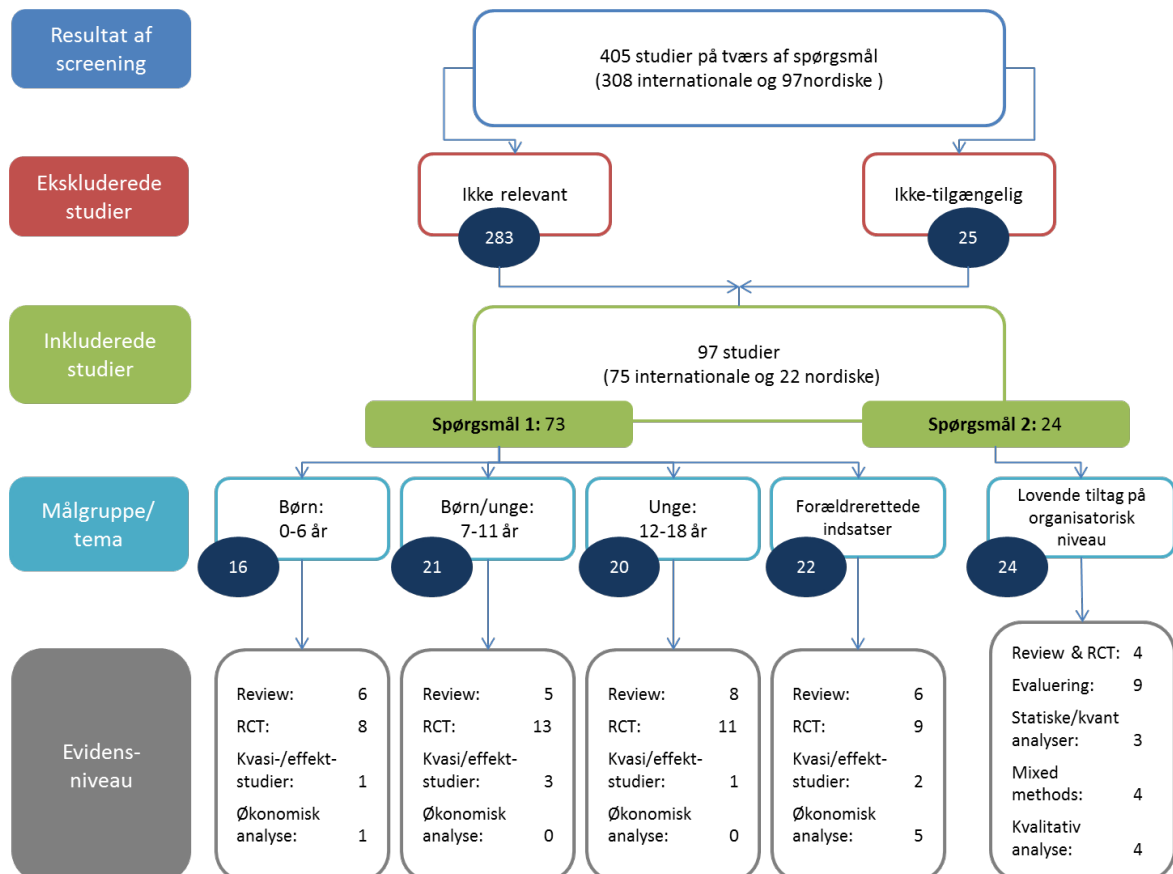 Resultat af
screening
405 studier på tværs af spørgsmål
(308 internationale og 97nordiske )
Ekskluderede
studier
Ikke relevant
283
Ikke-tilgængelig
25
Inkluderede
studier
97 studier
(75 internationale og 22 nordiske)
Spørgsmål 1: 73
Spørgsmål 2: 24
Målgruppe/
tema
Børn:
0-6 år
16
Børn/unge:
7-11 år
21
Unge:
12-18 år
20
Forældrerettede
indsatser
22
Lovende tiltag på
organisatorisk
niveau
24
Evidens-
niveau
Review: 6
RCT: 8
Kvasi-/effekt-
studier: 1
Økonomisk
analyse: 1
Review: 5
RCT: 13
Kvasi/effekt-
studier: 3
Økonomisk
analyse: 0
Review: 8
RCT: 11
Kvasi/effekt-
studier: 1
Økonomisk
analyse: 0
Review: 6
RCT: 9
Kvasi/effekt-
studier: 2
Økonomisk
analyse: 5
Review & RCT: 4
Evaluering: 9
Statiske/kvant
analyser: 3
Mixed
methods: 4
Kvalitativ
analyse: 4